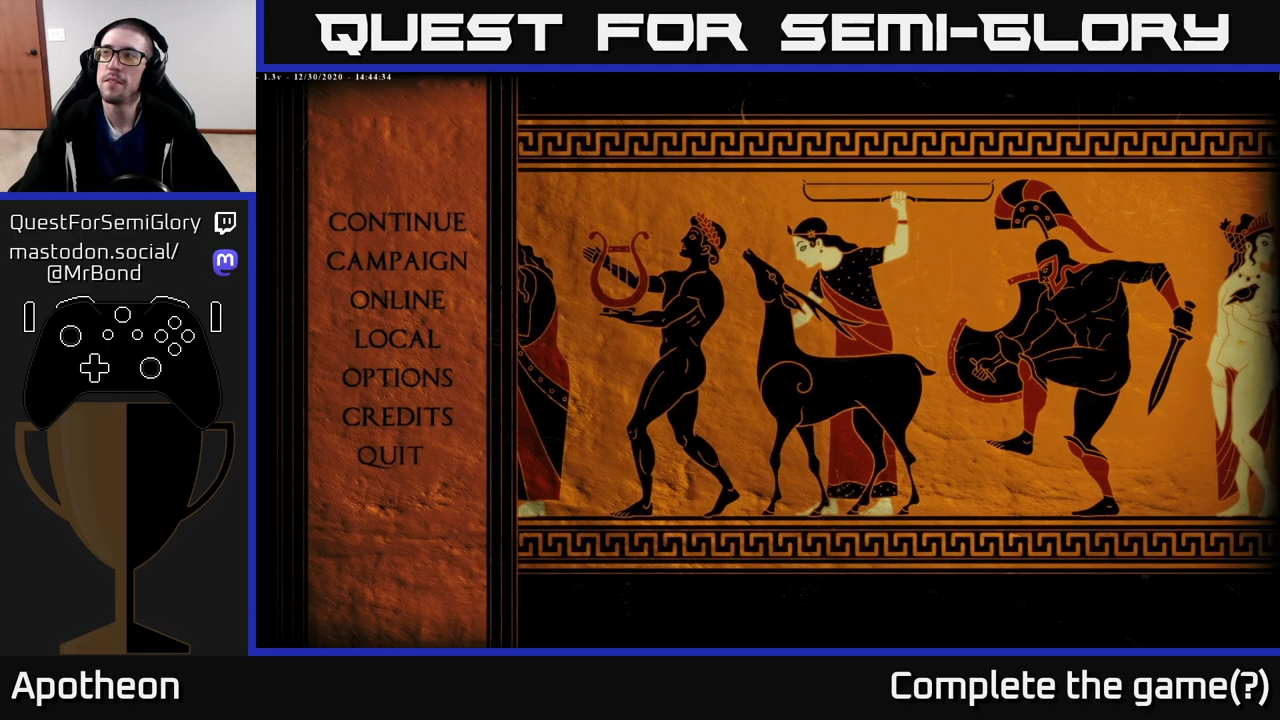 QUEST FOR SEMI-GLORY
- 1.3v - 12/30/2020 - 14:44:34
QuestForSemiGlory
mastodon.social/
@MrBond
CONTINUE
CAMPAIGN
ONLINE
LOCAL
OPTIONS
CREDITS
QUIT
Apotheon
Complete the game(?)